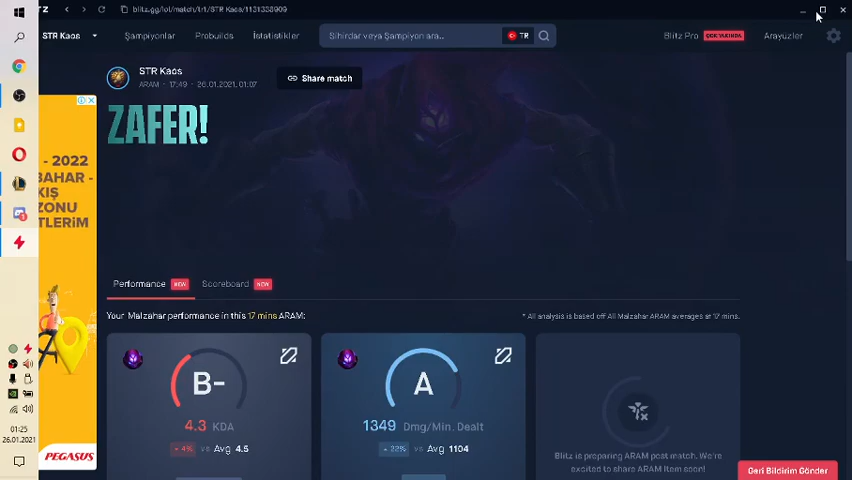 TZ
blitz.gg/lol/match/tr1/STR Kaos/1131338909
STR Kaos
Şampiyonlar
Probuilds
İstatistikler
Sihirdar veya Şampiyon ara..
TR
Blitz Pro
ÇOK YAKINDA
Arayüzler
STR Kaos
ARAM • 17:49 • 26.01.2021, 01:07
Share match
ZAFER!
- 2022
BAHAR -
KIŞ
ZONU
TLERİM
PEGASUS
Performance NEW
Scoreboard NEW
Your Malzahar performance in this 17 mins ARAM:
* All analysis is based off All Malzahar ARAM averages at 17 mins.
B-
4.3 KDA
- 4% vs Avg 4.5
A
1349 Dmg/Min. Dealt
+ 22% vs Avg 1104
Blitz is preparing ARAM post match. We're
excited to share ARAM Item soon!
Geri Bildirim Gönder
01:25
26.01.2021